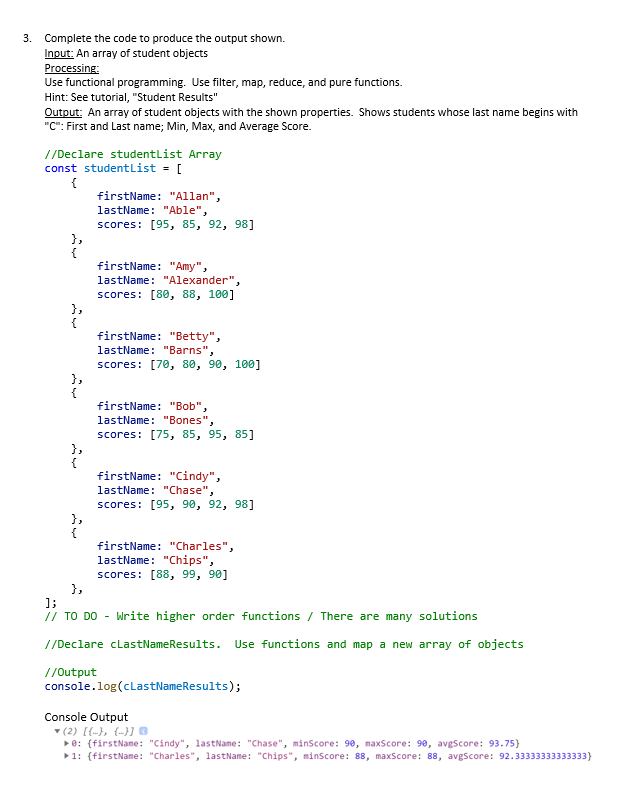 3. Complete the code to produce the output shown.
Input: An array of student objects
Processing:
Use functional programming. Use filter, map, reduce, and pure functions.
Hint: See tutorial, "Student Results"
Output: An array of student objects with the shown properties. Shows students whose last name begins with
"C": First and Last name; Min, Max, and Average Score.
//Declare studentList Array
const studentList = [
{
firstName: "Allan",
lastName: "Able",
scores: [95, 85, 92, 98]
},
{
firstName: "Amy",
lastName: "Alexander",
scores: [80, 88, 100]
},
{
firstName: "Betty",
lastName: "Barns",
scores: [70, 80, 90, 100]
},
{
firstName: "Bob",
lastName: "Bones",
scores: [75, 85, 95, 85]
},
{
firstName: "Cindy",
lastName: "Chase",
scores: [95, 90, 92, 98]
},
{
firstName: "Charles",
lastName: "Chips",
scores: [88, 99, 90]
},
];
// TO DO - Write higher order functions / There are many solutions
//Declare cLastNameResults. Use functions and map a new array of objects
//Output
console.log(cLastNameResults);
Console Output
▼(2) [{…}, {…}] i
▶0: {firstName: "Cindy", lastName: "Chase", minScore: 90, maxScore: 90, avgScore: 93.75}
▶1: {firstName: "Charles", lastName: "Chips", minScore: 88, maxScore: 88, avgScore: 92.33333333333333}